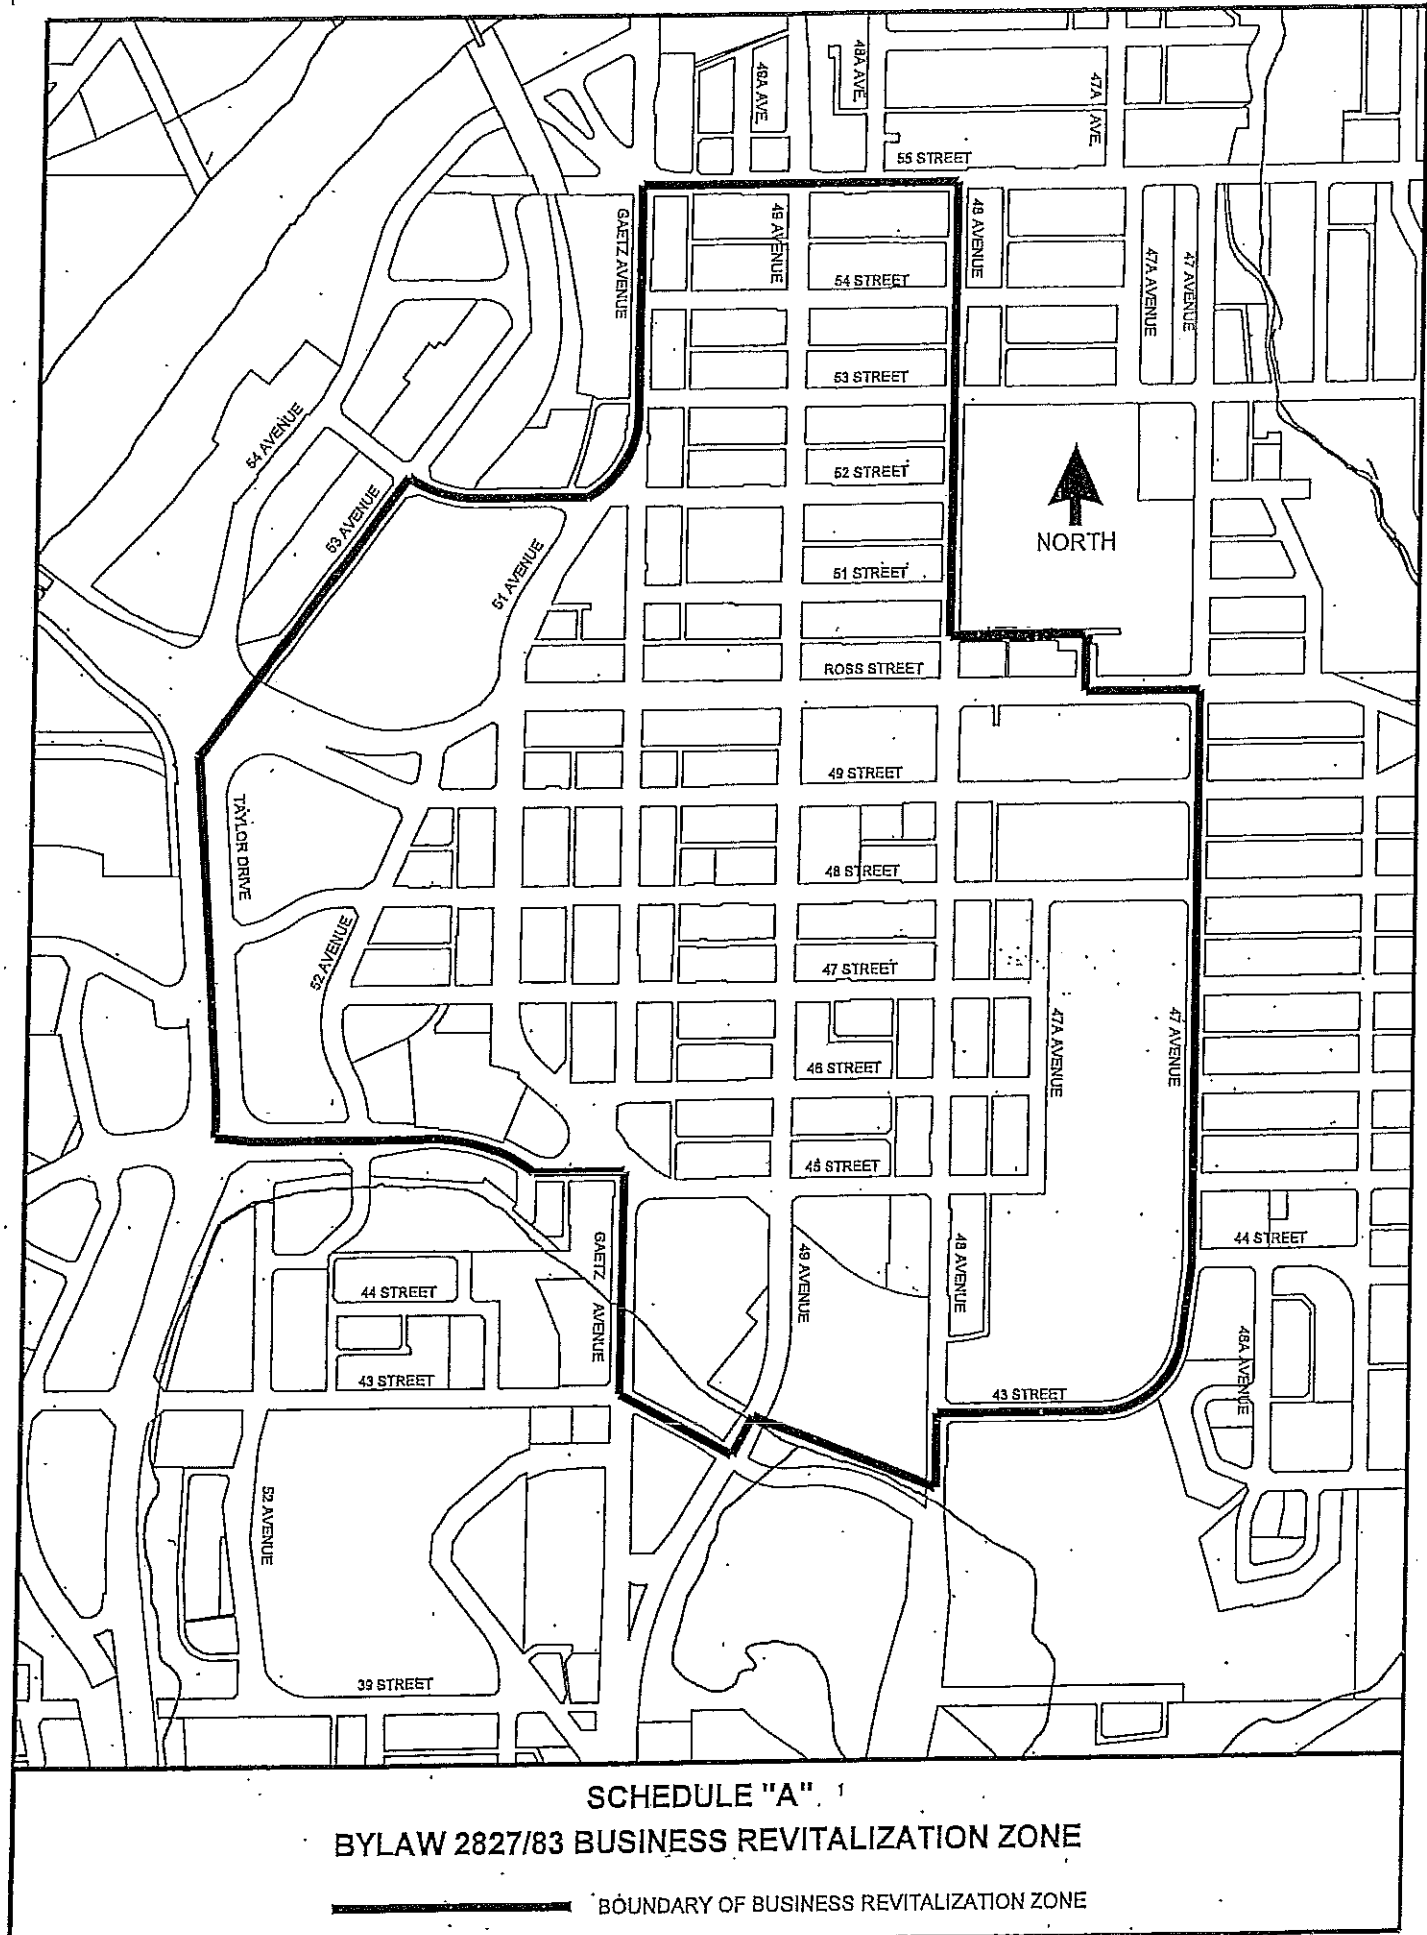 48A AVE.
48A AVE.
47A AVE.
55 STREET
GAETZ AVENUE
49 AVENUE
48 AVENUE
47A AVENUE
47 AVENUE
54 STREET
53 STREET
54 AVENUE
52 STREET
53 AVENUE
NORTH
51 AVENUE
51 STREET
ROSS STREET
49 STREET
TAYLOR DRIVE
48 STREET
52 AVENUE
47 STREET
47A AVENUE
47 AVENUE
46 STREET
45 STREET
GAETZ AVENUE
49 AVENUE
48 AVENUE
44 STREET
44 STREET
43 STREET
43 STREET
46A AVENUE
52 AVENUE
39 STREET
SCHEDULE "A".
BYLAW 2827/83 BUSINESS REVITALIZATION ZONE
BOUNDARY OF BUSINESS REVITALIZATION ZONE